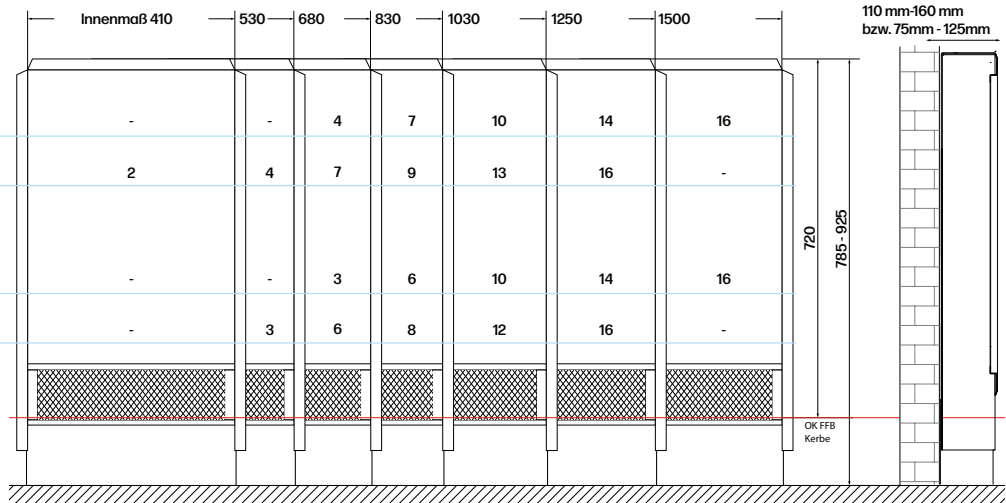 Innenmaß 410 530 680 830 1030 1250 1500
110 mm-160 mm
bzw. 75mm - 125mm
- - 4 7 10 14 16
2 4 7 9 13 16 -
720
785 - 925
- - 3 6 10 14 16
- 3 6 8 12 16 -
OK FFB
Kerbe